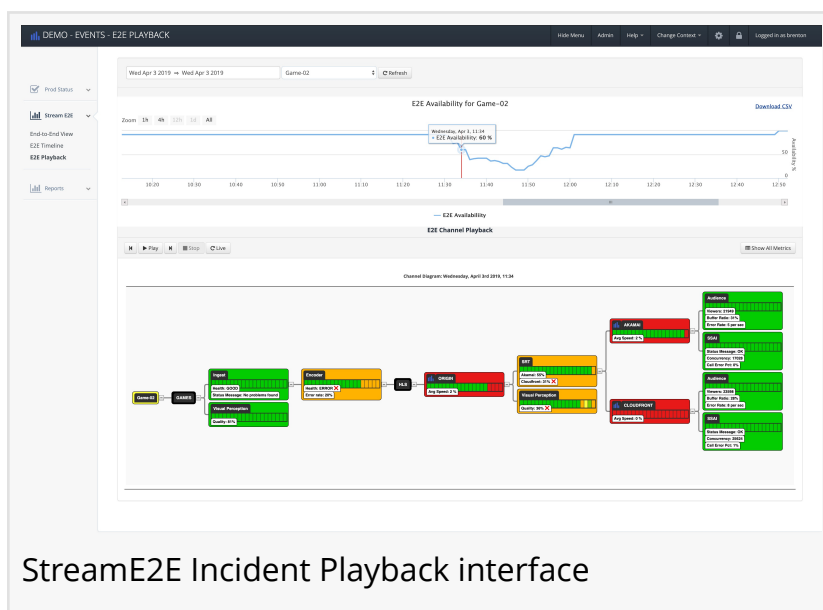 DEMO - EVENTS - E2E PLAYBACK
Hide Menu Admin Help Change Context Logged in as brenton
Wed Apr 3 2019 ⇒ Wed Apr 3 2019 Game-02 Refresh
Prod Status
Stream E2E
End-to-End View
E2E Timeline
E2E Playback
Reports
E2E Availability for Game-02
Download CSV
Zoom 1h 4h 12h 1d All
Wednesday, Apr 3, 11:34
E2E Availability: 60 %
50
0
Availability %
10:20 10:30 10:40 10:50 11:00 11:10 11:20 11:30 11:40 11:50 12:00 12:10 12:20 12:30 12:40 12:50
E2E Availability
E2E Channel Playback
Play Stop Live Show All Metrics
Channel Diagram: Wednesday, April 3rd 2019, 11:34
Game-02
GAMER
Ingest
Health: GOOD
Status Message: No problems found
Visual Perception
Quality: 61%
Encoder
Health: ERROR
Error rate: 20%
HLS
ORIGIN
Avg Speed: 2 %
SRT
Akamai: 55%
Cloudfront: 31%
Visual Perception
Quality: 36%
AKAMAI
Avg Speed: 2 %
CLOUDFRONT
Avg Speed: 0 %
Audience
Viewers: 21949
Buffer Ratio: 31%
Error Rate: 5 per sec
SSAI
Status Message: OK
Concurrency: 17028
Call Error Pct: 0%
Audience
Buffer Ratio: 28%
Error Rate: 8 per sec
SSAI
Status Message: OK
Call Error Pct: 1%
StreamE2E Incident Playback interface